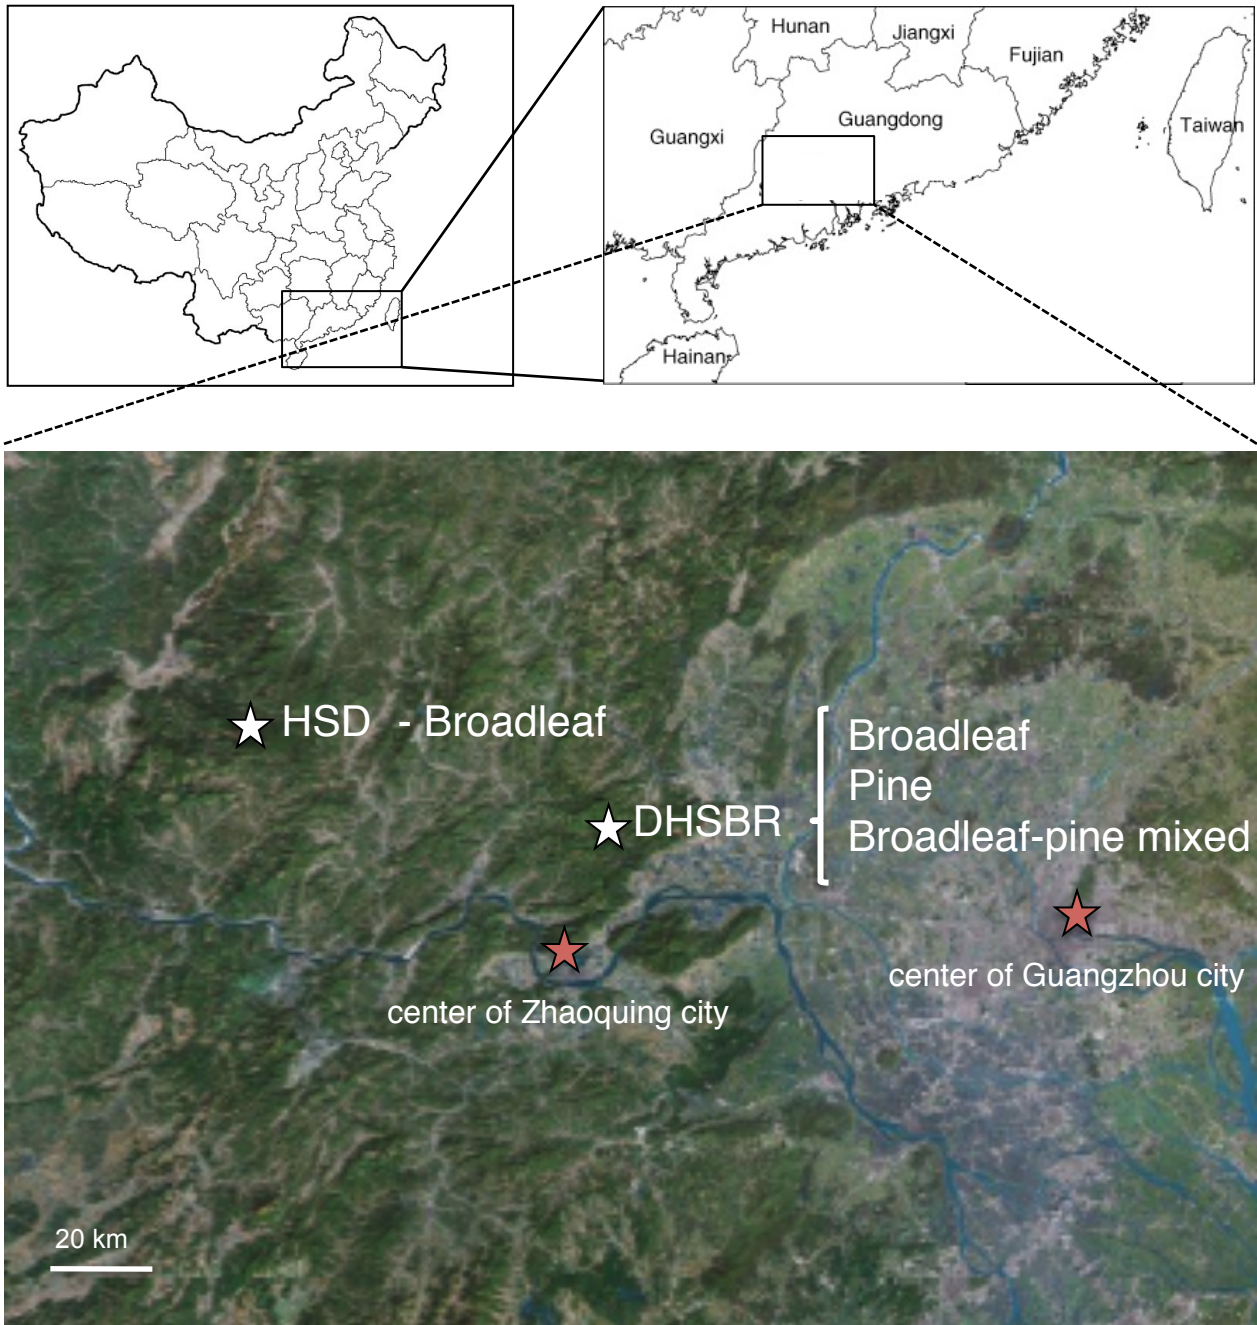 Hunan
Jiangxi
Fujian
Guangxi
Guangdong
Taiwan
Hainan
HSD - Broadleaf
DHSBR
Broadleaf
Pine
Broadleaf-pine mixed
center of Guangzhou city
center of Zhaoquing city
20 km